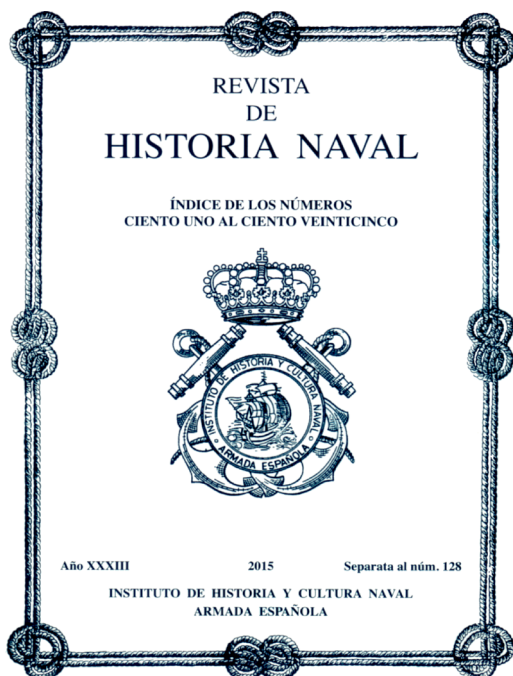 REVISTA
DE
HISTORIA NAVAL
ÍNDICE DE LOS NÚMEROS
CIENTO UNO AL CIENTO VEINTICINCO
INSTITUTO DE HISTORIA Y CULTURA NAVAL
ARMADA ESPAÑOLA
Año XXXIII 2015 Separata al núm. 128
INSTITUTO DE HISTORIA Y CULTURA NAVAL
ARMADA ESPAÑOLA